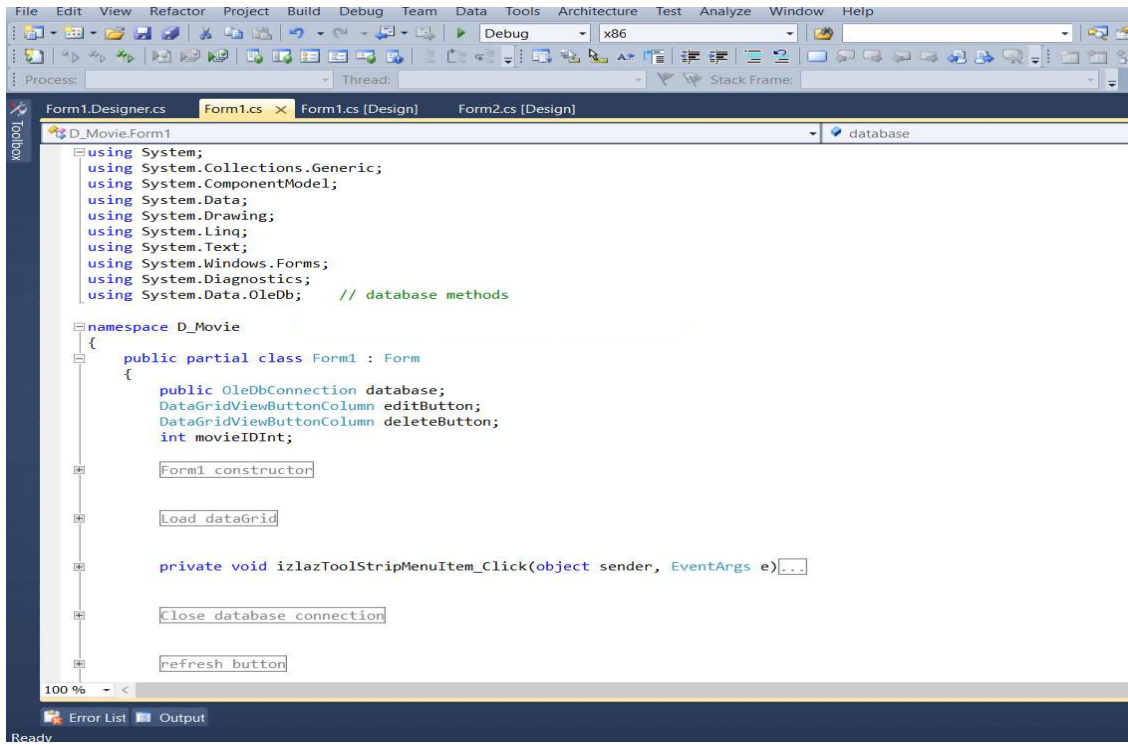 File Edit View Refactor Project Build Debug Team Data Tools Architecture Test Analyze Window Help
Debug x86
Process: Thread: Stack Frame:
Form1.Designer.cs Form1.cs Form1.cs [Design] Form2.cs [Design]
Toolbox
D_Movie.Form1 database
using System;
using System.Collections.Generic;
using System.ComponentModel;
using System.Data;
using System.Drawing;
using System.Linq;
using System.Text;
using System.Windows.Forms;
using System.Diagnostics;
using System.Data.OleDb; // database methods
namespace D_Movie
{
public partial class Form1 : Form
{
public OleDbConnection database;
DataGridViewButtonColumn editButton;
DataGridViewButtonColumn deleteButton;
int movieIDInt;
Form1 constructor
Load dataGrid
private void izlazToolStripMenuItem_Click(object sender, EventArgs e)...
Close database connection
refresh button
100 %
Error List Output
Ready